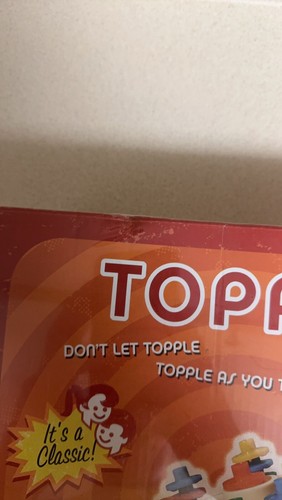 TOPP
DON'T LET TOPPLE
TOPPLE AS YOU
It's a
Classic!